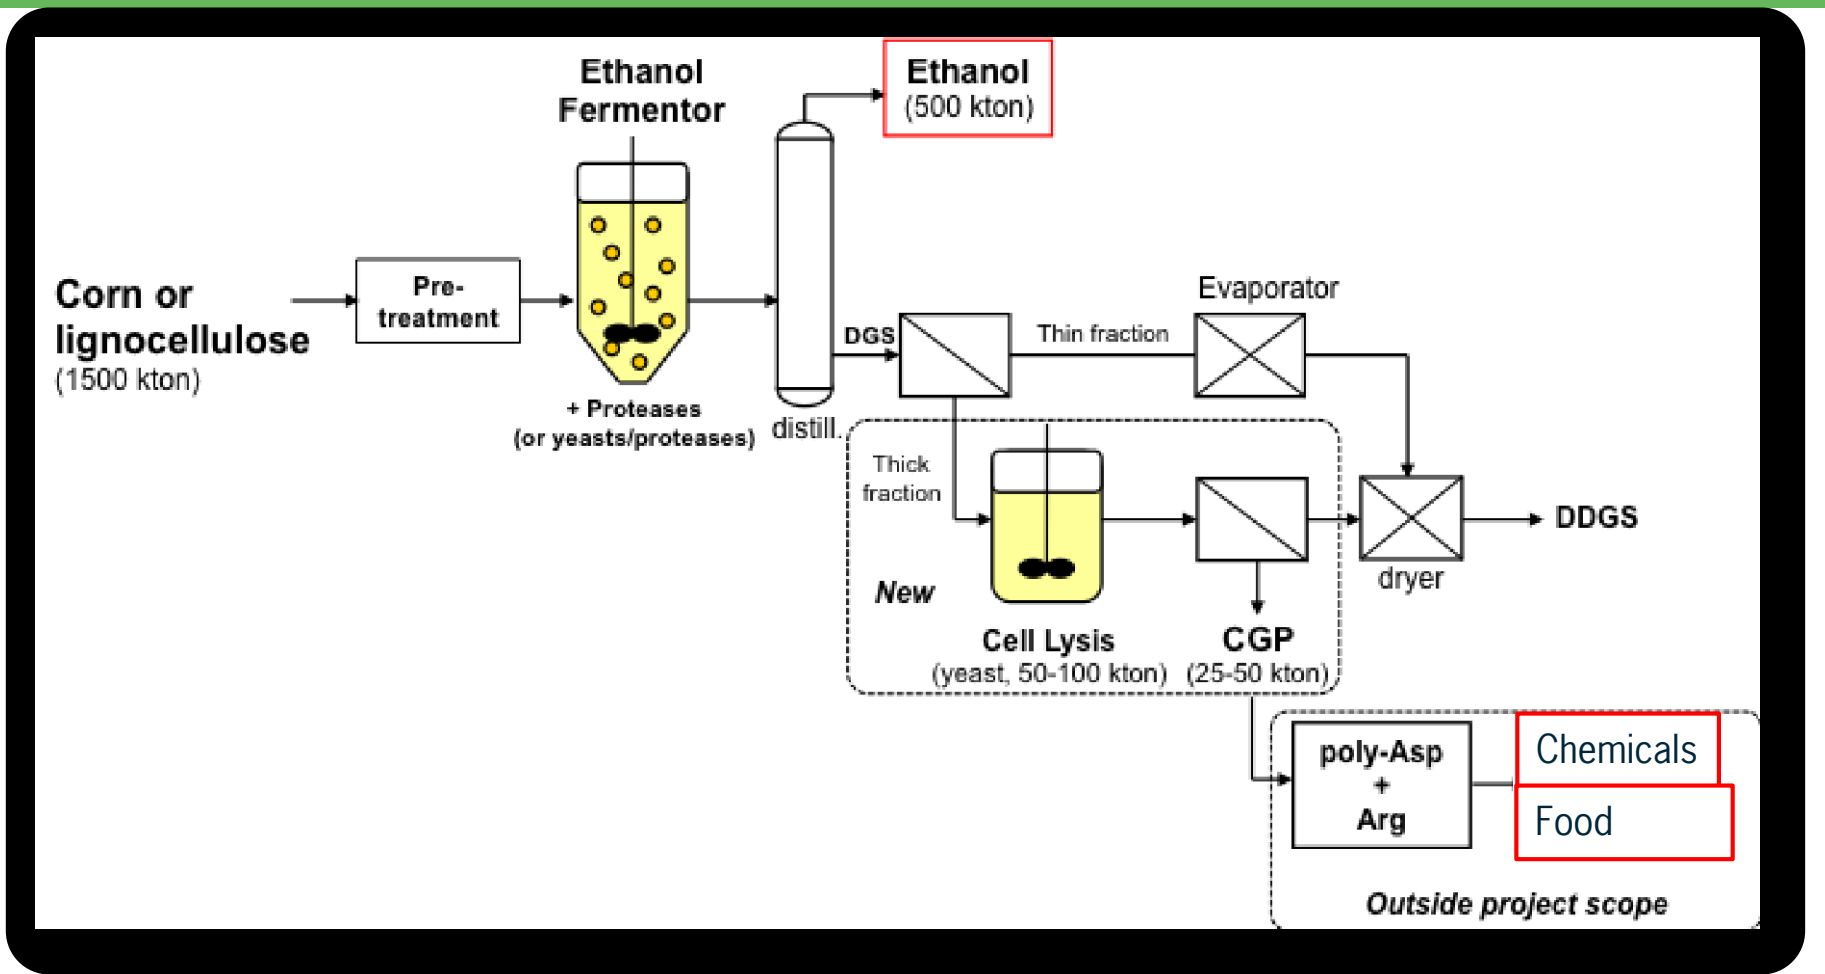 Ethanol
Fermentor
Ethanol
(500 kton)
Corn or
lignocellulose
(1500 kton)
Pre-
treatment
+ Proteases
(or yeasts/proteases)
distill.
DGS
Thin fraction
Evaporator
Thick
fraction
New
Cell Lysis
(yeast, 50-100 kton)
CGP
(25-50 kton)
dryer
DDGS
poly-Asp
+
Arg
Chemicals
Food
Outside project scope